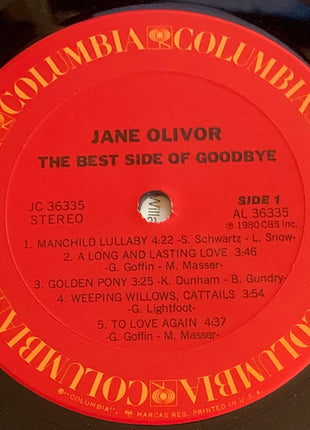 COLUMBIA COLUMBIA
JANE OLIVOR
THE BEST SIDE OF GOODBYE
JC 36335
STEREO
SIDE 1
AL 36335
℗ 1980 CBS Inc.
1. MANCHILD LULLABY 4:22 -S. Schwartz - L. Snow-
2. A LONG AND LASTING LOVE 3:46
-G. Goffin - M. Masser-
3. GOLDEN PONY 3:25 -K. Dunham - B. Gundry-
4. WEEPING WILLOWS, CATTAILS 3:54
-G. Lightfoot-
5. TO LOVE AGAIN 4:37
-G. Goffin - M. Masser-
COLUMBIA COLUMBIA
℗ "COLUMBIA", MARCAS REG. PRINTED IN U.S.A.